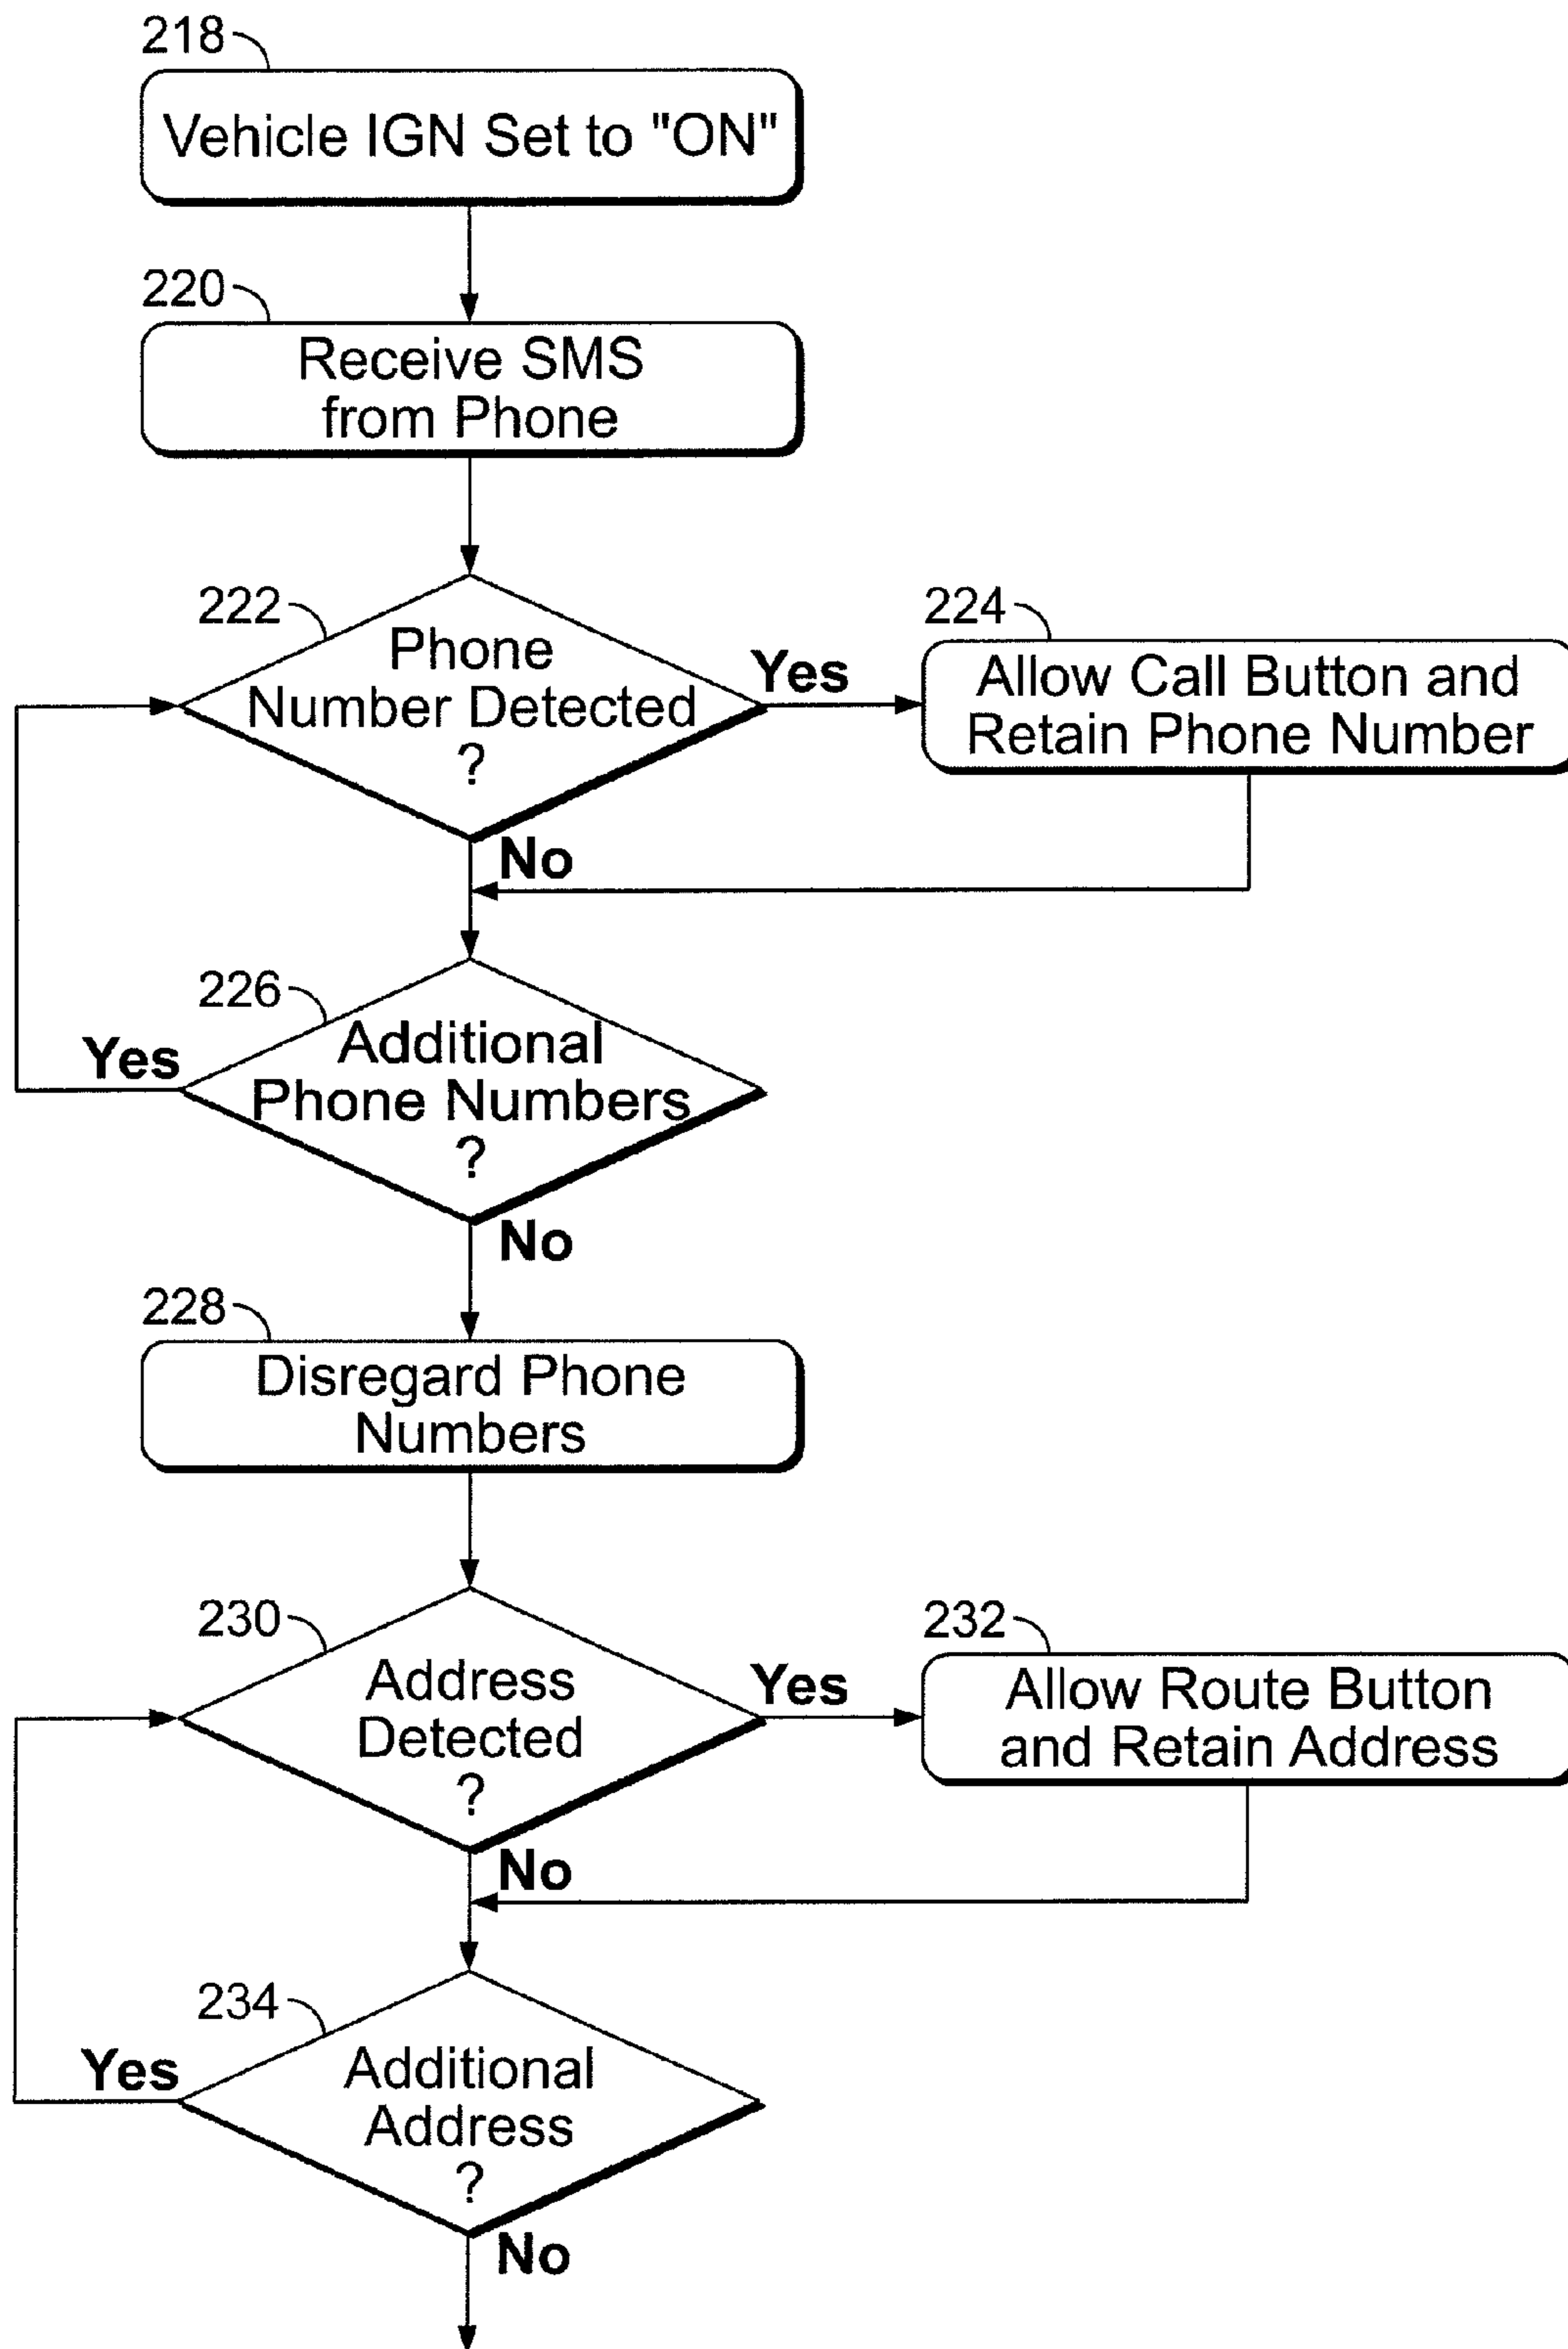 218
Vehicle IGN Set to "ON"
220
Receive SMS
from Phone
222
Phone
Number Detected
?
Yes
224
Allow Call Button and
Retain Phone Number
No
226
Additional
Phone Numbers
?
Yes
No
228
Disregard Phone
Numbers
230
Address
Detected
?
Yes
232
Allow Route Button
and Retain Address
No
234
Additional
Address
?
Yes
No